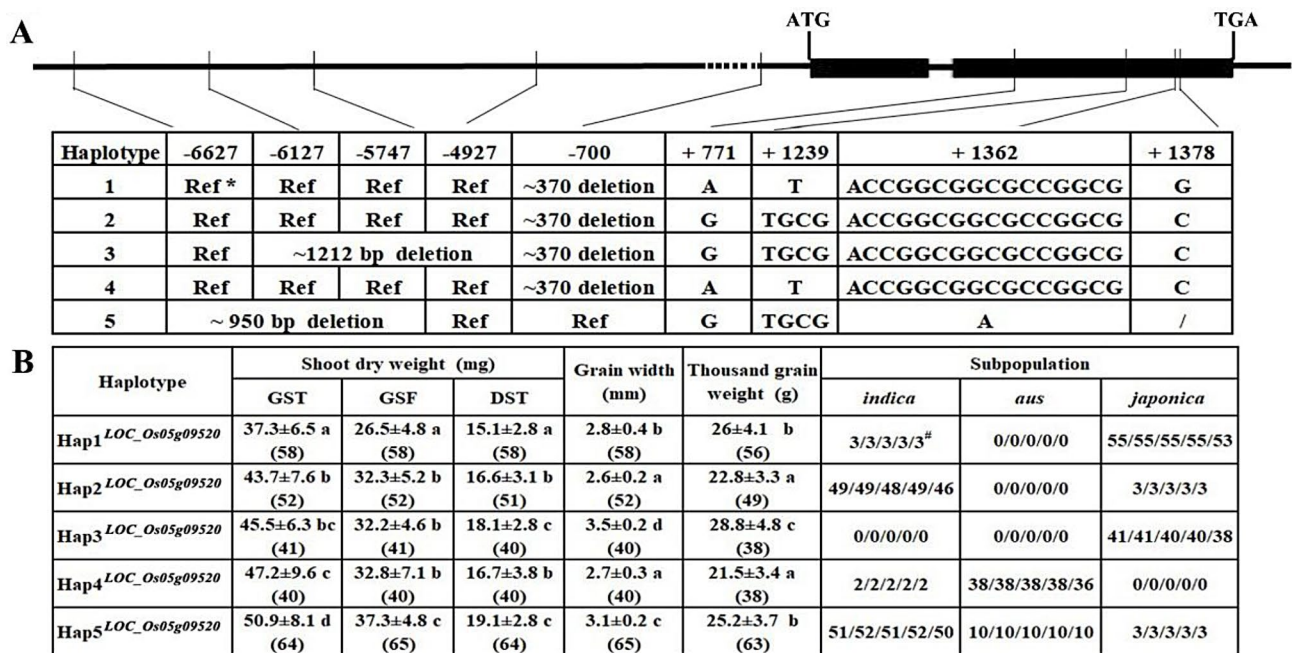 A
ATG TGA
Haplotype -6627 -6127 -5747 -4927 -700 + 771 + 1239 + 1362 + 1378
1 Ref * Ref Ref Ref ~370 deletion A T ACCGGCGGCGCCGGCG G
2 Ref Ref Ref Ref ~370 deletion G TGCG ACCGGCGGCGCCGGCG C
3 Ref ~1212 bp deletion ~370 deletion G TGCG ACCGGCGGCGCCGGCG C
4 Ref Ref Ref Ref ~370 deletion A T ACCGGCGGCGCCGGCG C
5 ~ 950 bp deletion Ref Ref G TGCG A /
B
Haplotype Shoot dry weight (mg) Grain width (mm) Thousand grain weight (g) Subpopulation
GST GSF DST indica aus japonica
Hap1 LOC_Os05g09520 37.3±6.5 a (58) 26.5±4.8 a (58) 15.1±2.8 a (58) 2.8±0.4 b (58) 26±4.1 b (56) 3/3/3/3/3# 0/0/0/0/0 55/55/55/55/53
Hap2 LOC_Os05g09520 43.7±7.6 b (52) 32.3±5.2 b (52) 16.6±3.1 b (51) 2.6±0.2 a (52) 22.8±3.3 a (49) 49/49/48/49/46 0/0/0/0/0 3/3/3/3/3
Hap3 LOC_Os05g09520 45.5±6.3 bc (41) 32.2±4.6 b (41) 18.1±2.8 c (40) 3.5±0.2 d (40) 28.8±4.8 c (38) 0/0/0/0/0 0/0/0/0/0 41/41/40/40/38
Hap4 LOC_Os05g09520 47.2±9.6 c (40) 32.8±7.1 b (40) 16.7±3.8 b (40) 2.7±0.3 a (40) 21.5±3.4 a (38) 2/2/2/2/2 38/38/38/38/36 0/0/0/0/0
Hap5 LOC_Os05g09520 50.9±8.1 d (64) 37.3±4.8 c (65) 19.1±2.8 c (64) 3.1±0.2 c (65) 25.2±3.7 b (63) 51/52/51/52/50 10/10/10/10/10 3/3/3/3/3